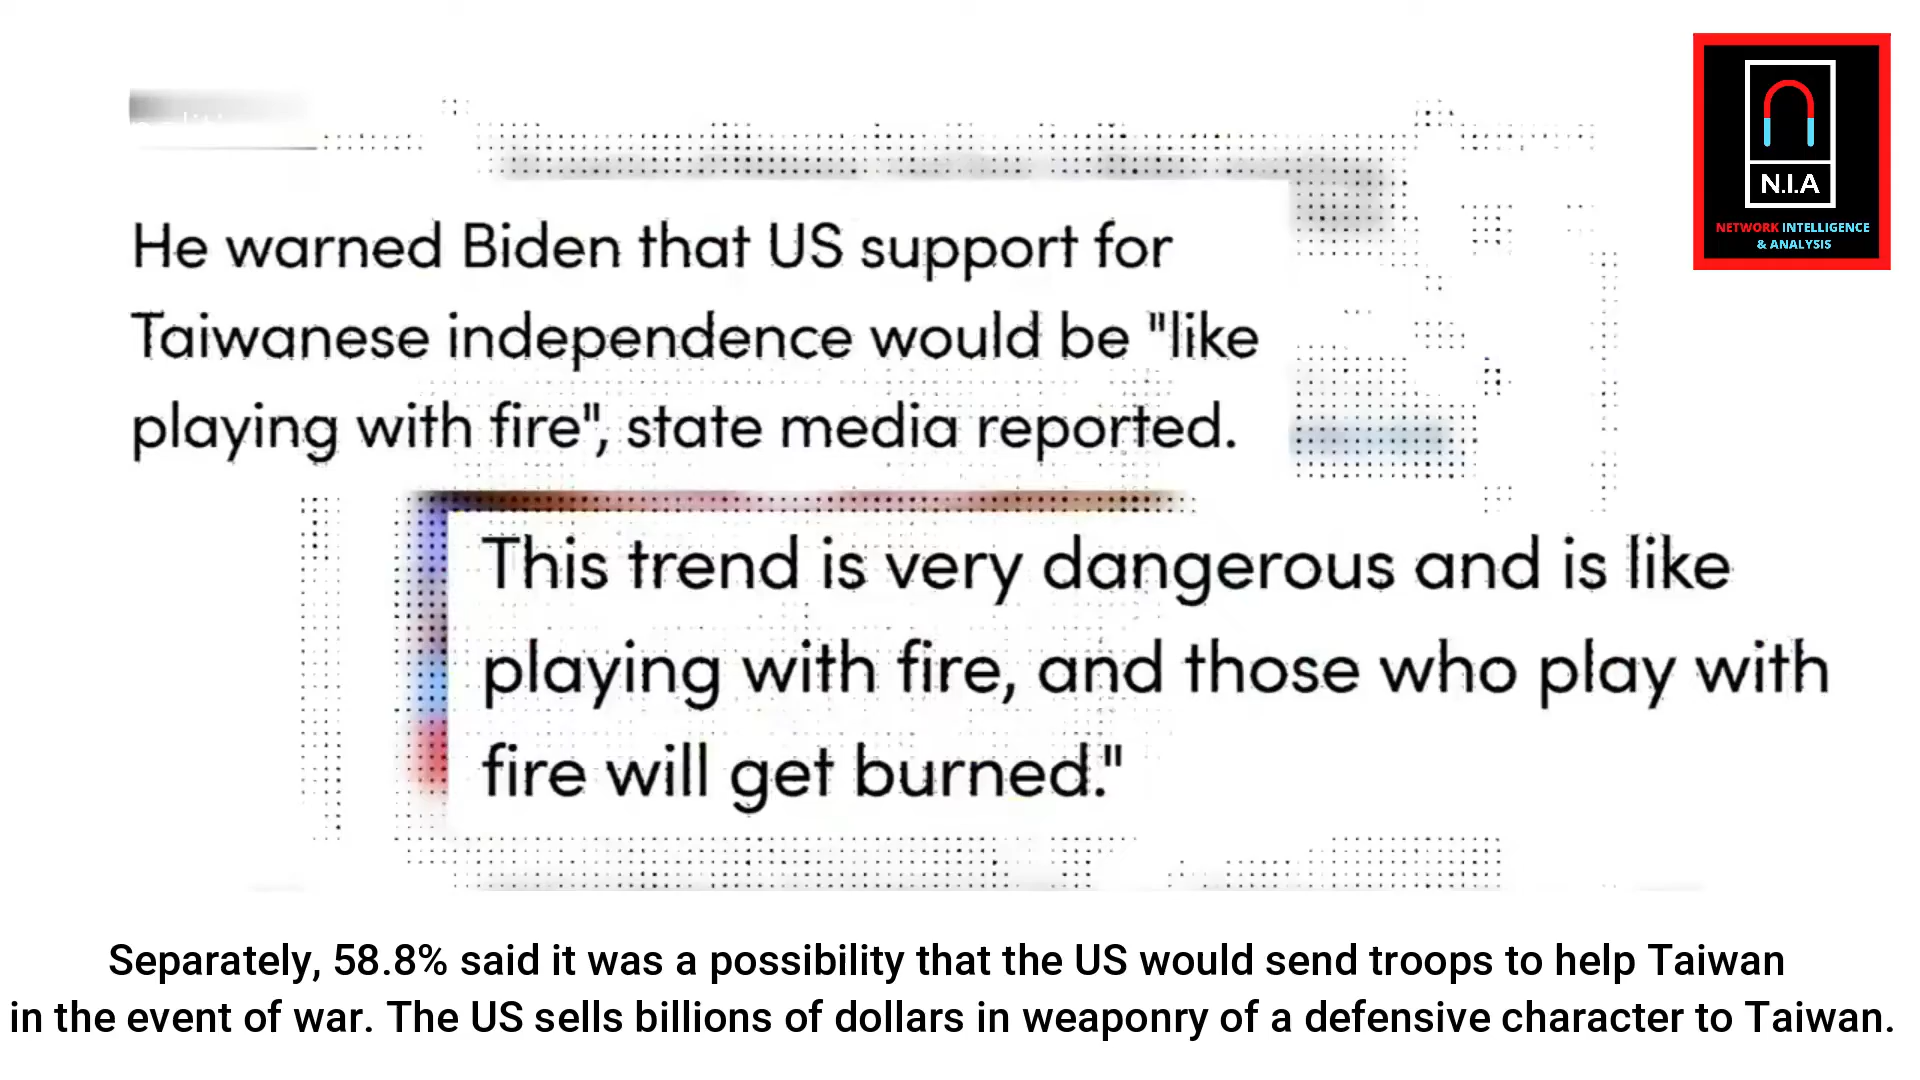 N.I.A
NETWORK INTELLIGENCE
& ANALYSIS
He warned Biden that US support for
Taiwanese independence would be "like
playing with fire", state media reported.
This trend is very dangerous and is like
playing with fire, and those who play with
fire will get burned."
Separately, 58.8% said it was a possibility that the US would send troops to help Taiwan
in the event of war. The US sells billions of dollars in weaponry of a defensive character to Taiwan.